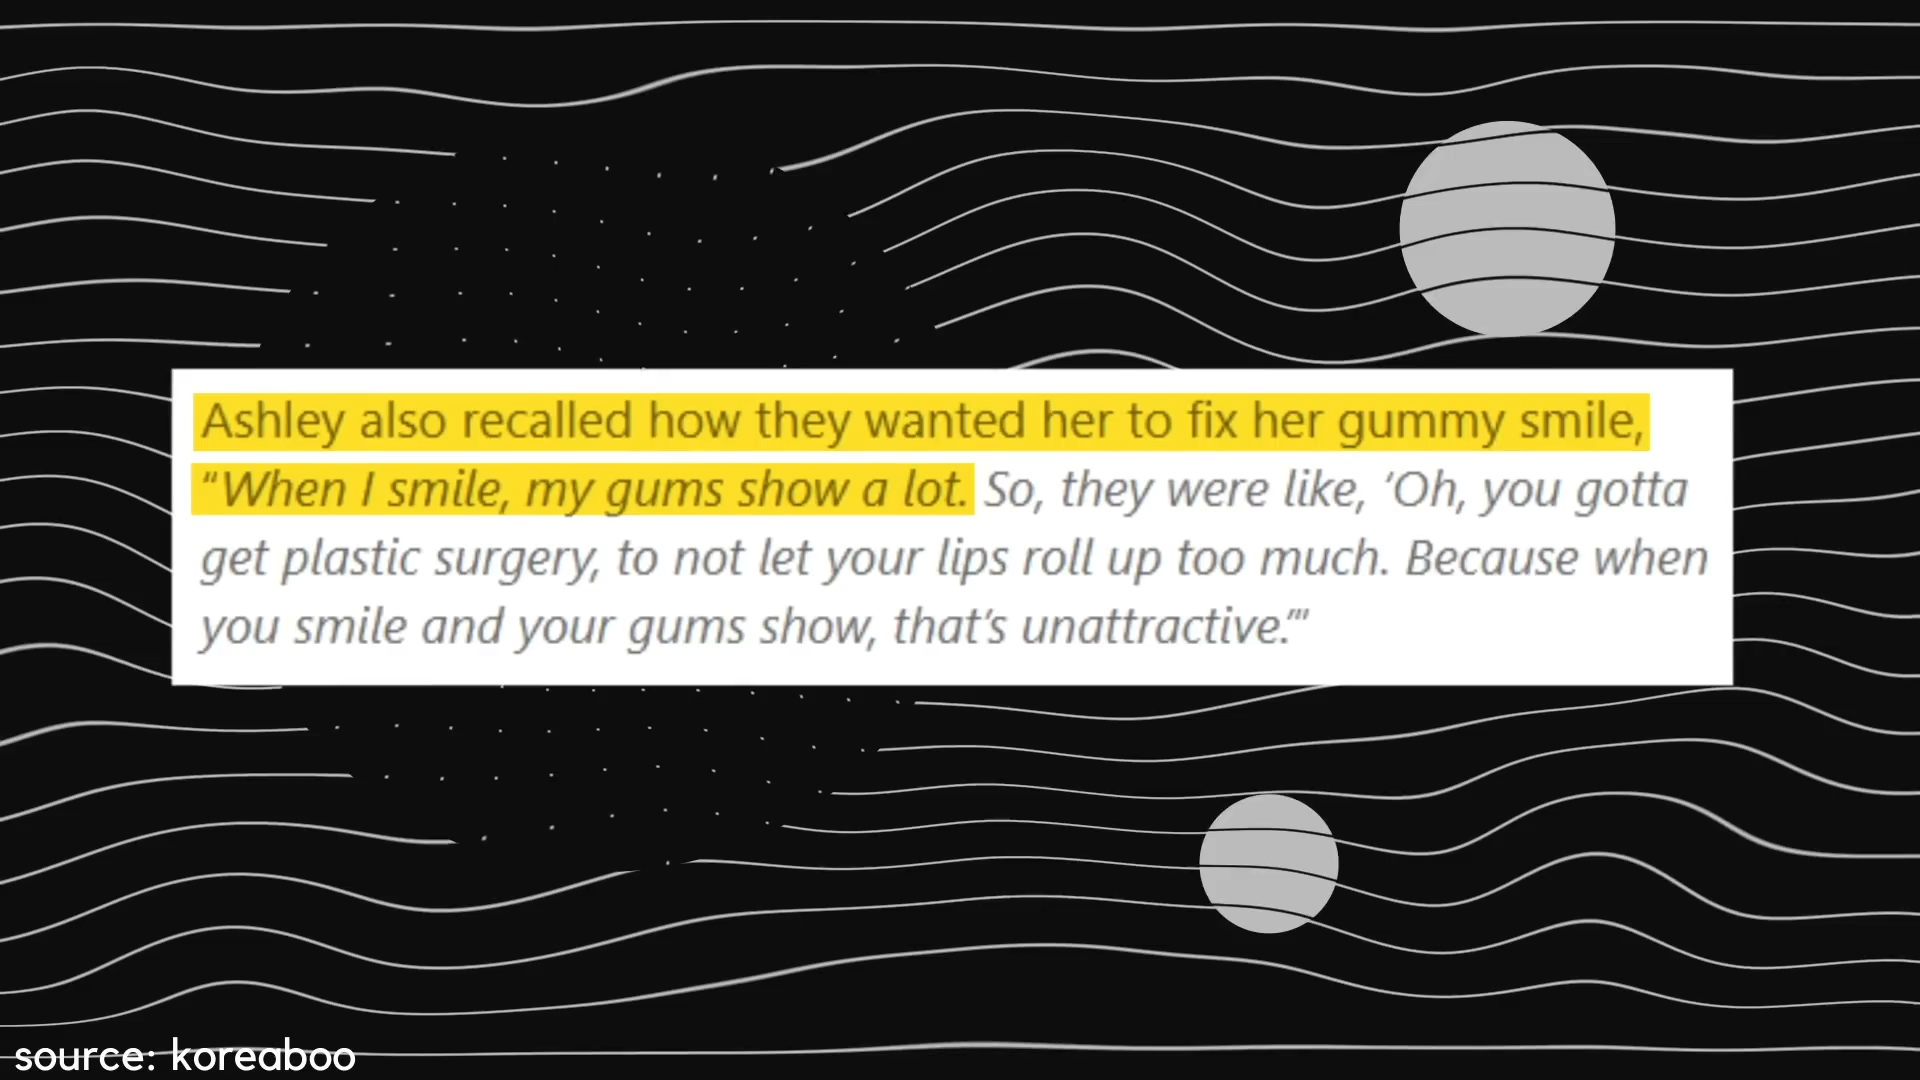 Ashley also recalled how they wanted her to fix her gummy smile,
“When I smile, my gums show a lot. So, they were like, ‘Oh, you gotta
get plastic surgery, to not let your lips roll up too much. Because when
you smile and your gums show, that’s unattractive.’”
source: koreaboo